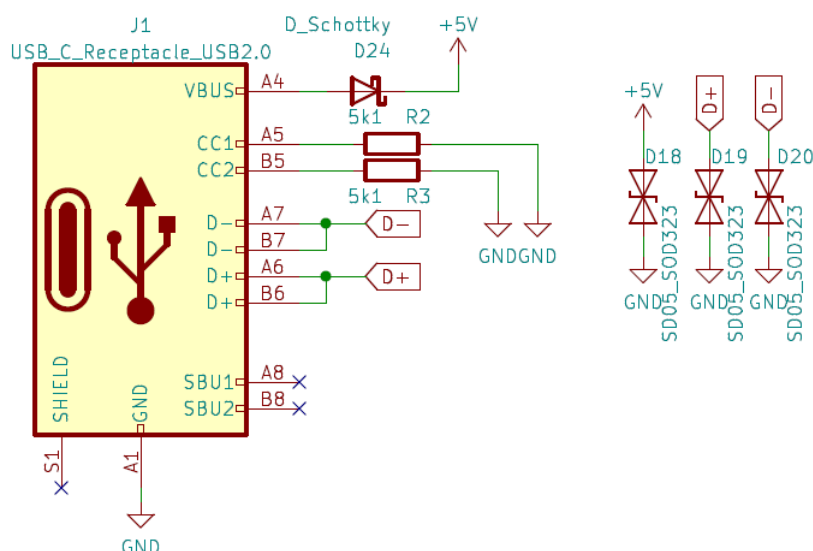 J1
USB_C_Receptacle_USB2.0
D_Schottky
D24
+5V
VBUS
A4
CC1
A5
5k1
R2
CC2
B5
5k1
R3
D-
A7
D-
D-
B7
D+
A6
D+
D+
B6
GND
GND
SBU1
A8
SBU2
B8
SHIELD
GND
S1
A1
GND
+5V
D+
D-
D18
D19
D20
SD05_SOD323
SD05_SOD323
SD05_SOD323
GND
GND
GND